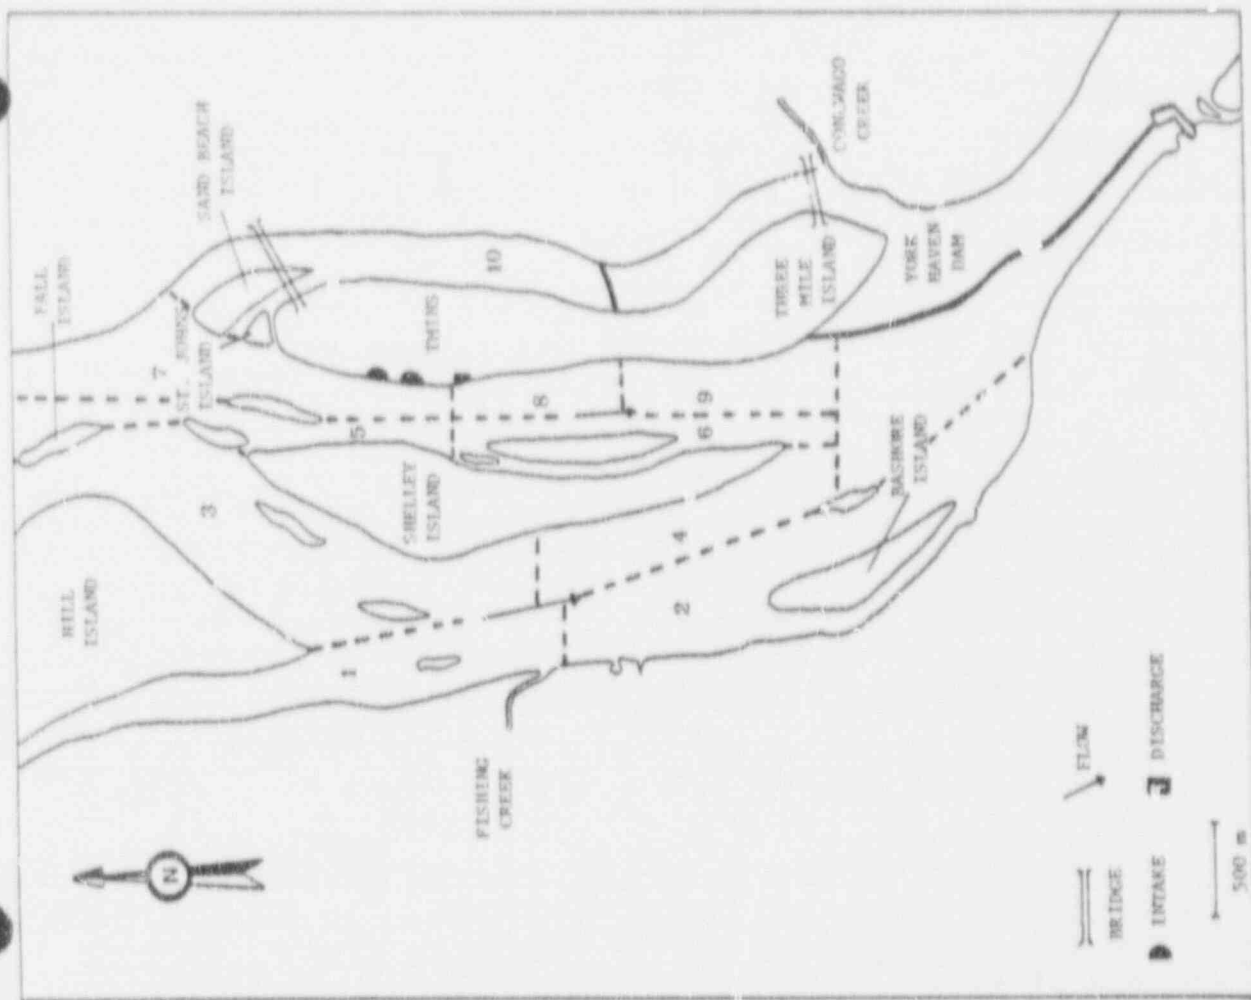 FALL
ISLAND
SAND BEACH
ISLAND
CONEWAGO
CREEK
HILL
ISLAND
ST. JOHNS
ISLAND
TMINS
SHELLEY
ISLAND
THREE
MILE
ISLAND
YORK
HAVEN
DAM
BASHORE
ISLAND
FISHING
CREEK
1
2
3
4
5
6
7
8
9
10
N
BRIDGE
FLOW
INTAKE
DISCHARGE
500 m